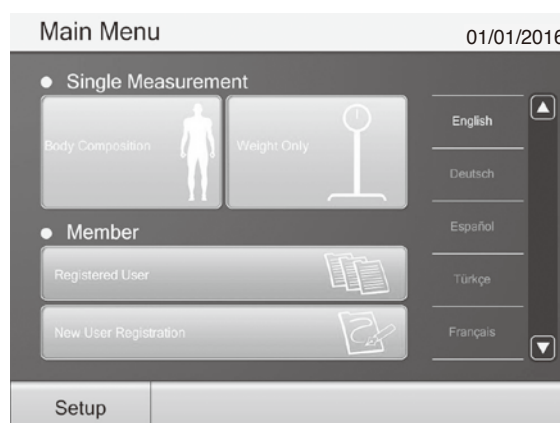 Main Menu
01/01/2016
Single Measurement
Body Composition
Weight Only
Member
Registered User
New User Registration
English
Deutsch
Español
Türkçe
Français
Setup